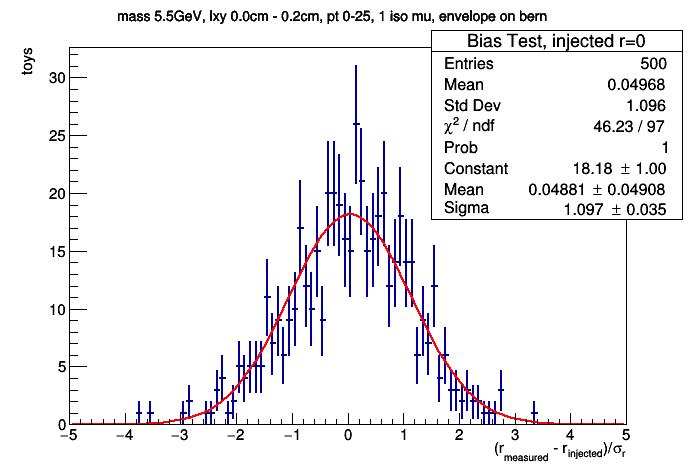 mass 5.5GeV, lxy 0.0cm - 0.2cm, pt 0-25, 1 iso mu, envelope on bern
Bias Test, injected r=0
Entries 500
Mean 0.04968
Std Dev 1.096
χ² / ndf 46.23 / 97
Prob 1
Constant 18.18 ± 1.00
Mean 0.04881 ± 0.04908
Sigma 1.097 ± 0.035
toys
30
25
20
15
10
5
0
−5 −4 −3 −2 −1 0 1 2 3 4 5
(r_measured - r_injected)/σ_r